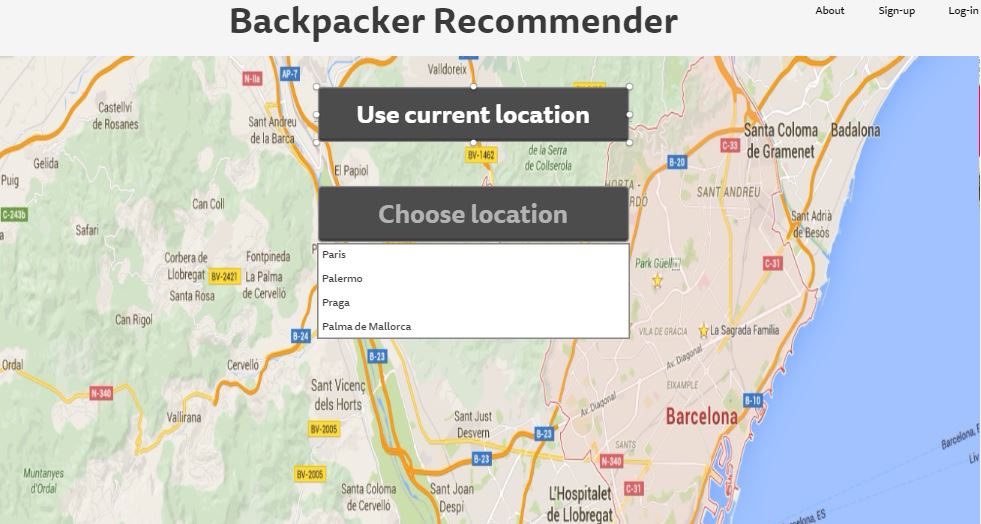 Backpacker Recommender
About
Sign-up
Log-in
Use current location
Choose location
Paris
Palermo
Praga
Palma de Mallorca
Valldoreix
N-IIa
AP-7
Castellví
de Rosanes
Sant Andreu
de la Barca
Gelida
El Papiol
BV-1462
de la Serra
de Collserola
B-20
C-33
Santa Coloma
de Gramenet
Badalona
Puig
C-243b
Can Coll
HORTA -
SANT ANDREU
Safari
Sant Adrià
de Besòs
Corbera de
Llobregat
BV-2421
Fontpineda
La Palma
de Cervelló
Santa Rosa
Park Güell
C-31
Can Rigol
B-24
VILA DE GRÀCIA
La Sagrada Familia
Ordal
Cervelló
B-23
Av. Diagonal
N-340
Sant Vicenç
dels Horts
EIXAMPLE
Av. Diagonal
B-10
Vallirana
BV-2005
Sant Just
Desvern
B-23
Barcelona
SANTS
B-23
N-340
Muntanyes
d'Ordal
BV-2005
Santa Coloma
de Cervelló
Sant Joan
Despi
L'Hospitalet
de Llobregat
C-31
Barcelona,